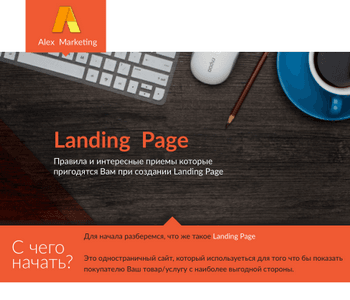 Alex Marketing
Landing Page
Правила и интересные приемы которые
пригодятся Вам при создании Landing Page
Для начала разберемся, что же такое Landing Page
С чего
начать?
Это одностраничный сайт, который используеться для того что бы показать
покупателю Ваш товар/услугу с наиболее выгодной стороны.